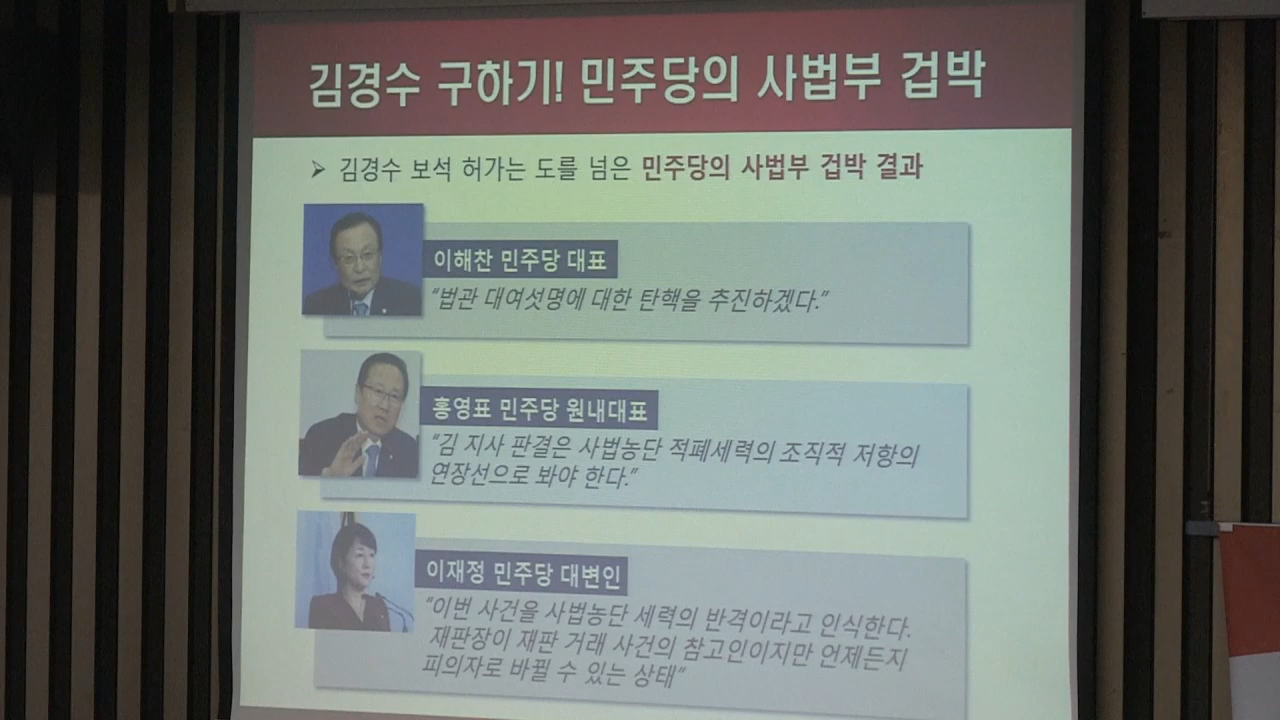 김경수 구하기! 민주당의 사법부 겁박
➢ 김경수 보석 허가는 도를 넘은 민주당의 사법부 겁박 결과
이해찬 민주당 대표
“법관 대여섯명에 대한 탄핵을 추진하겠다.”
홍영표 민주당 원내대표
“김 지사 판결은 사법농단 적폐세력의 조직적 저항의
연장선으로 봐야 한다.”
이재정 민주당 대변인
“이번 사건을 사법농단 세력의 반격이라고 인식한다.
재판장이 재판 거래 사건의 참고인이지만 언제든지
피의자로 바뀔 수 있는 상태”